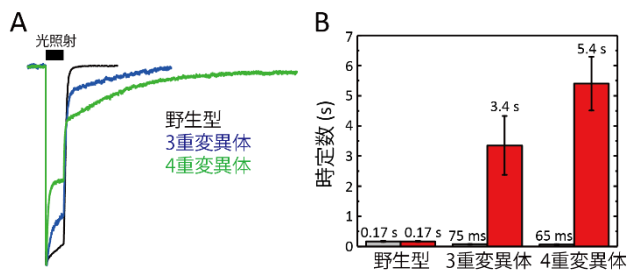 A
光照射
野生型
3重変異体
4重変異体
B
時定数 (s)
7
6
5
4
3
2
1
0
0.17 s
0.17 s
75 ms
3.4 s
65 ms
5.4 s
野生型
3重変異体
4重変異体